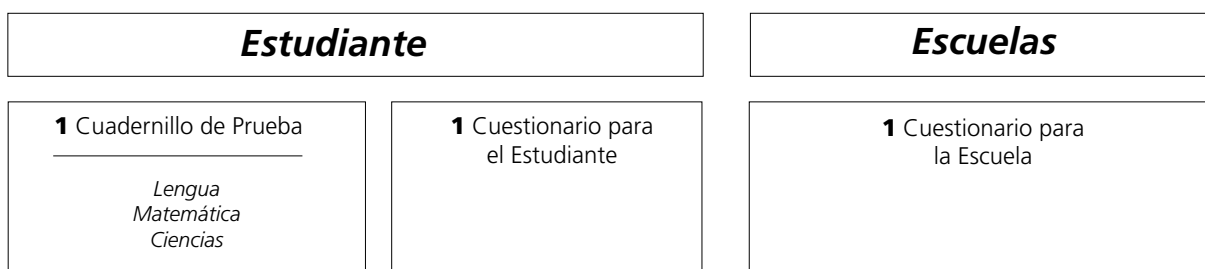 Estudiante
Escuelas
1 Cuadernillo de Prueba
Lengua
Matemática
Ciencias
1 Cuestionario para
el Estudiante
1 Cuestionario para
la Escuela